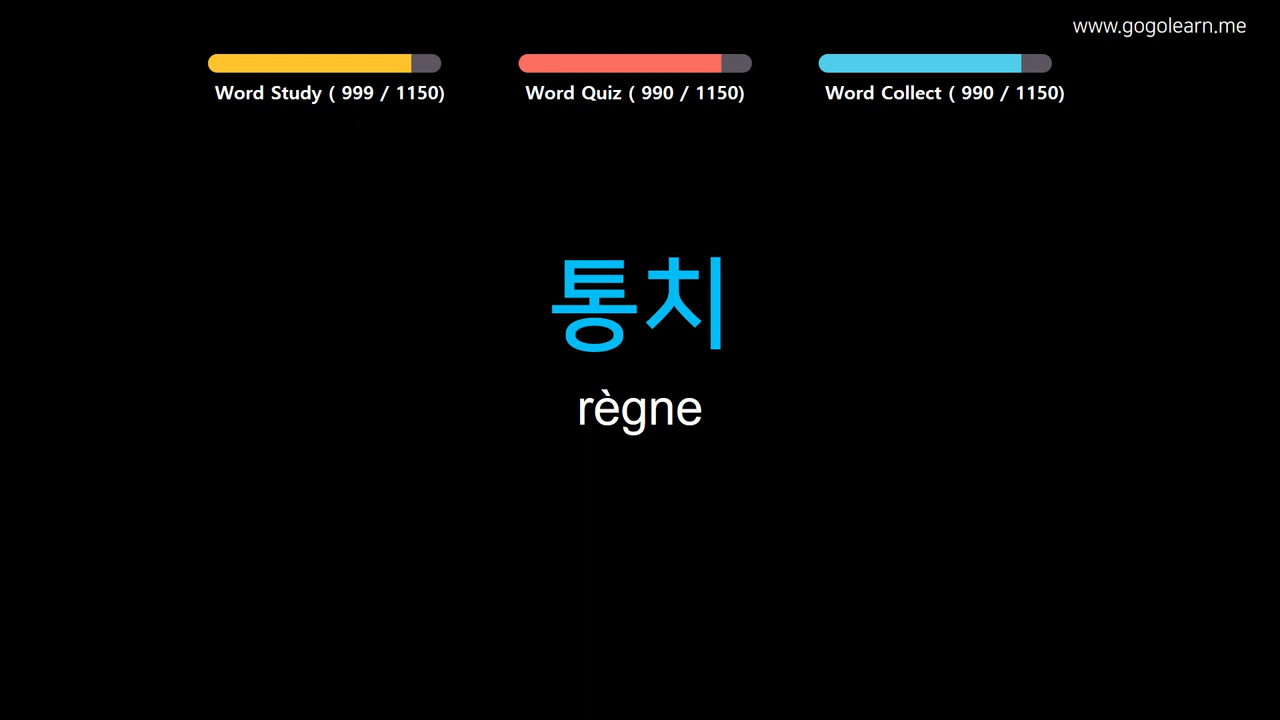 www.gogolearn.me
Word Study ( 999 / 1150)
Word Quiz ( 990 / 1150)
Word Collect ( 990 / 1150)
통치
règne